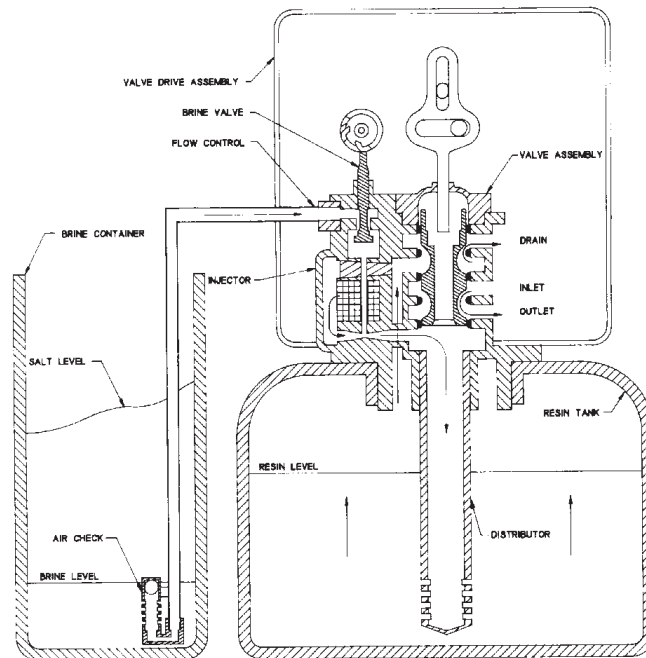 VALVE DRIVE ASSEMBLY
BRINE VALVE
FLOW CONTROL
VALVE ASSEMBLY
BRINE CONTAINER
DRAIN
INJECTOR
INLET
OUTLET
SALT LEVEL
RESIN TANK
RESIN LEVEL
AIR CHECK
DISTRIBUTOR
BRINE LEVEL